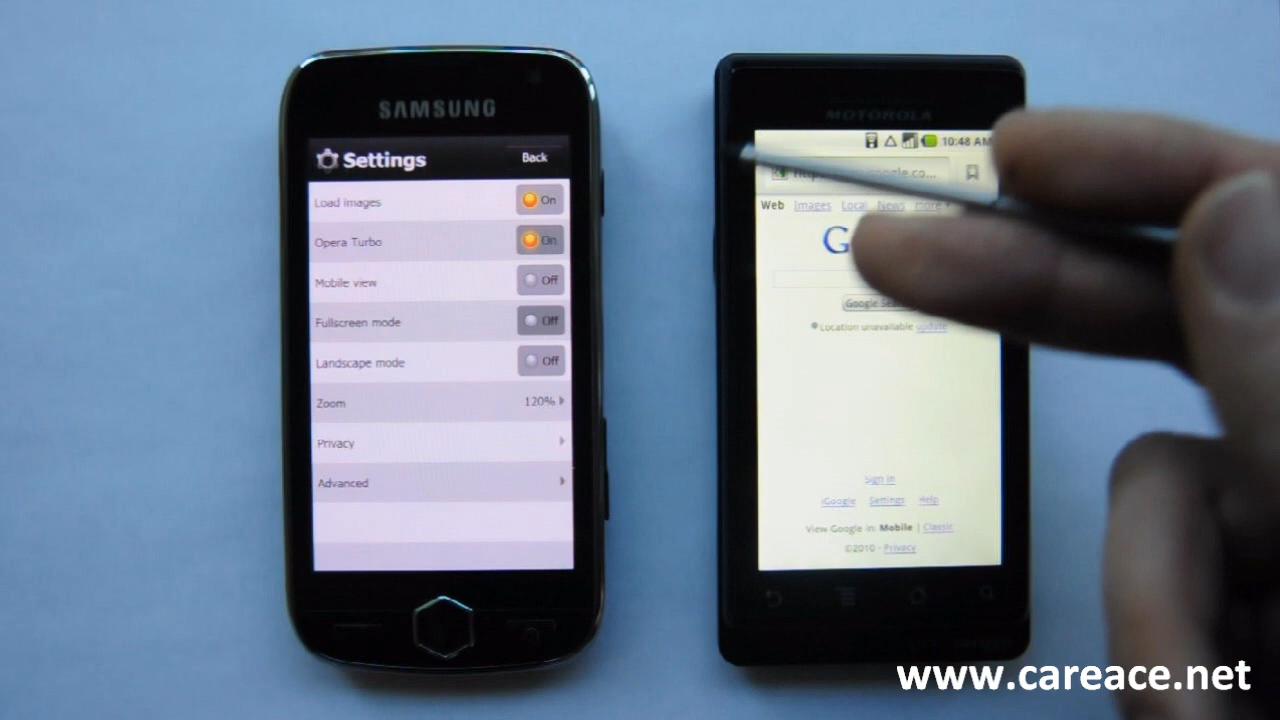 SAMSUNG
Settings
Back
Load images On
Opera Turbo On
Mobile view Off
Fullscreen mode Off
Landscape mode Off
Zoom 120%
Privacy
Advanced
MOTOROLA
10:48 AM
Web Images Local News more
G
Google
Location unavailable update
Sign in
iGoogle Settings Help
View Google in: Mobile | Classic
©2010 - Privacy
www.careace.net